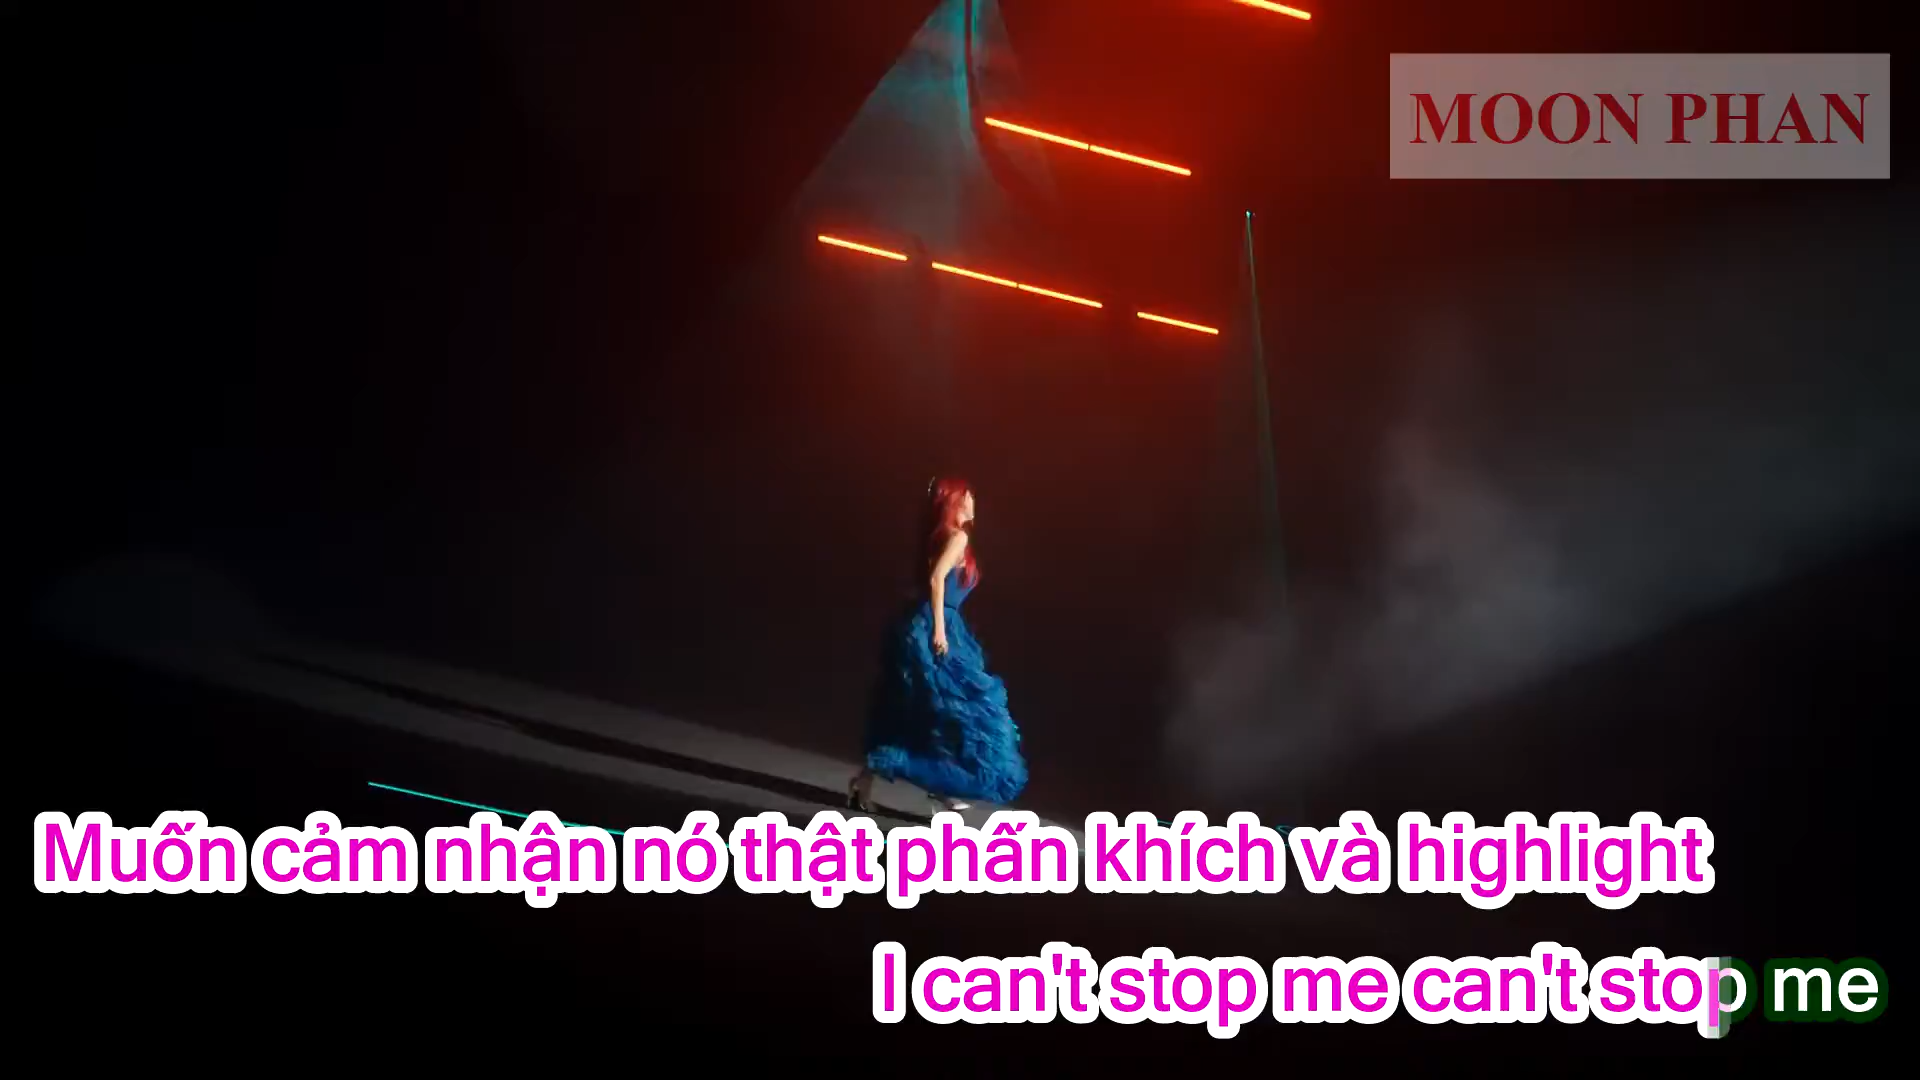 MOON PHAN
Muốn cảm nhận nó thật phấn khích và highlight
I can't stop me can't stop me